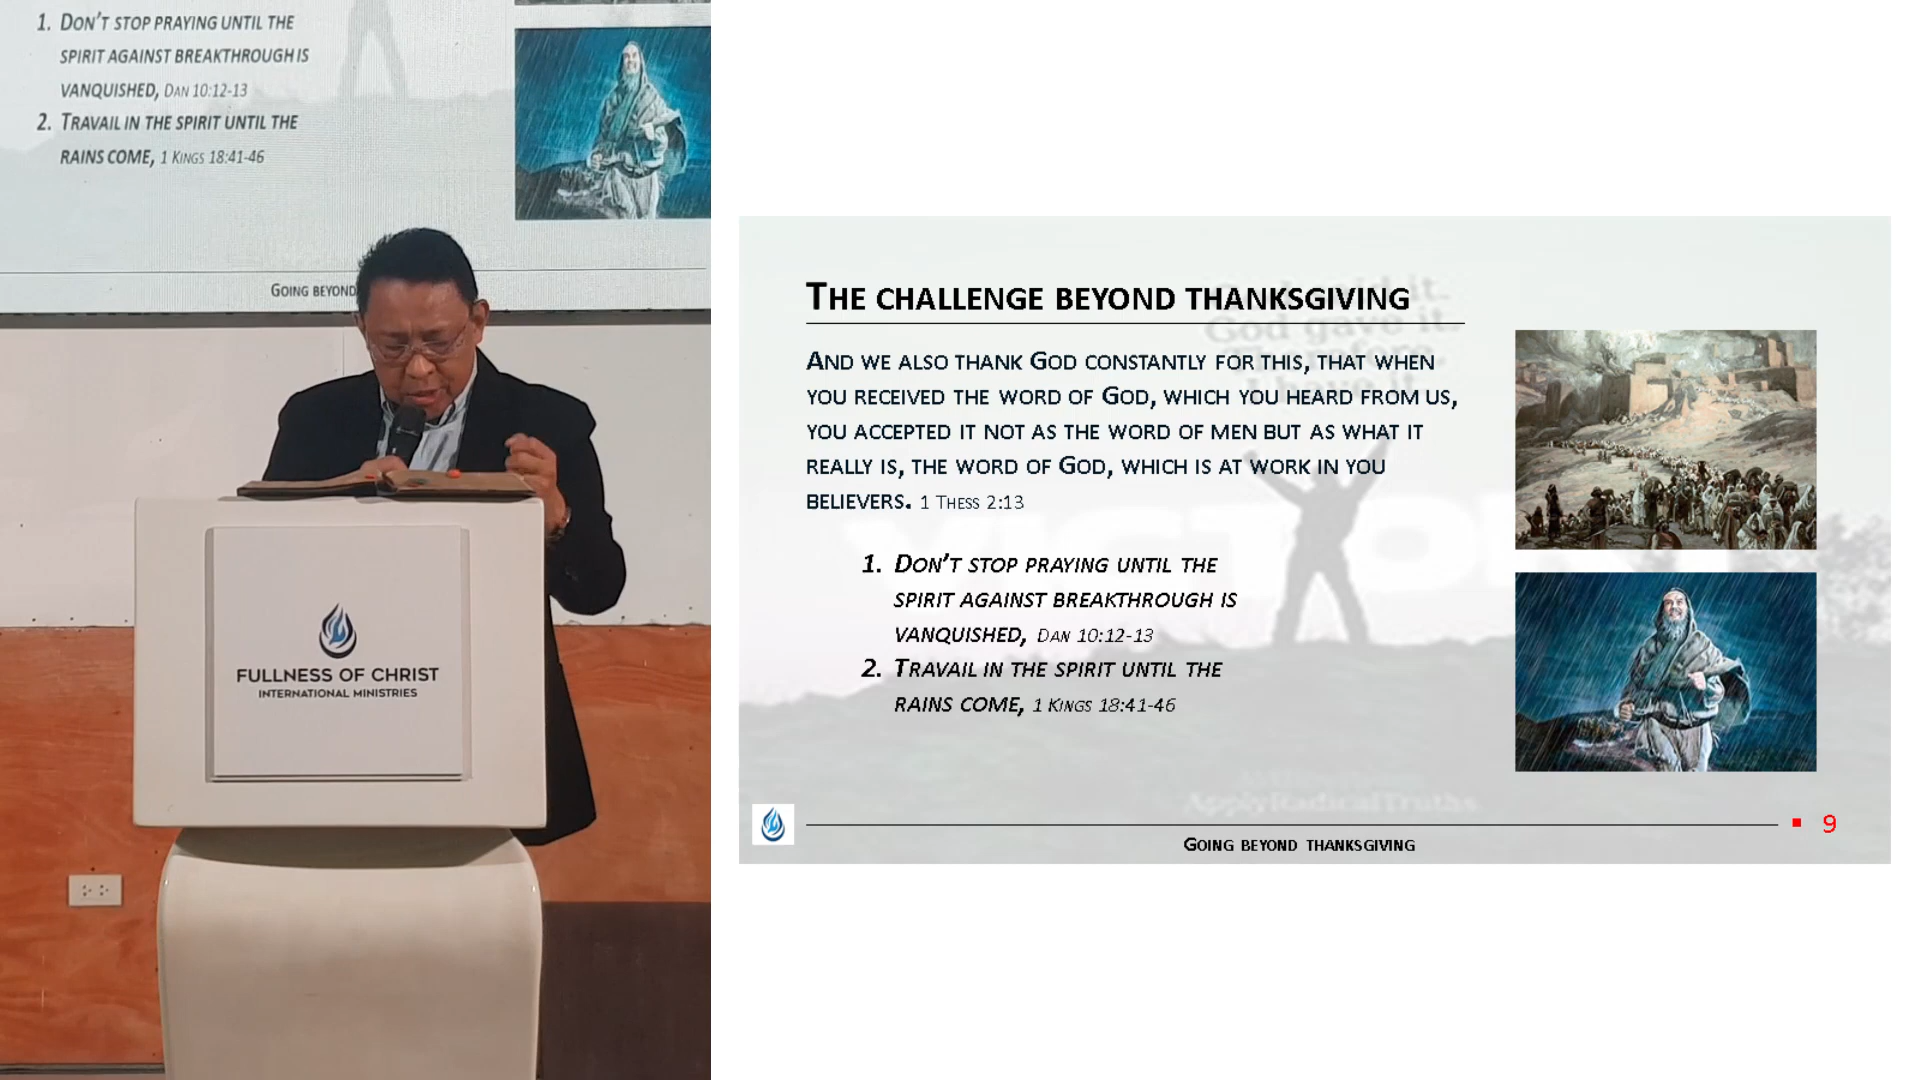 1. DON'T STOP PRAYING UNTIL THE
SPIRIT AGAINST BREAKTHROUGH IS
VANQUISHED, DAN 10:12-13
2. TRAVAIL IN THE SPIRIT UNTIL THE
RAINS COME, 1 KINGS 18:41-46
GOING BEYOND
FULLNESS OF CHRIST
INTERNATIONAL MINISTRIES
THE CHALLENGE BEYOND THANKSGIVING
AND WE ALSO THANK GOD CONSTANTLY FOR THIS, THAT WHEN
YOU RECEIVED THE WORD OF GOD, WHICH YOU HEARD FROM US,
YOU ACCEPTED IT NOT AS THE WORD OF MEN BUT AS WHAT IT
REALLY IS, THE WORD OF GOD, WHICH IS AT WORK IN YOU
BELIEVERS. 1 THESS 2:13
1. DON'T STOP PRAYING UNTIL THE
SPIRIT AGAINST BREAKTHROUGH IS
VANQUISHED, DAN 10:12-13
2. TRAVAIL IN THE SPIRIT UNTIL THE
RAINS COME, 1 KINGS 18:41-46
God gave it.
ApplyRadicalTruths
GOING BEYOND THANKSGIVING
9